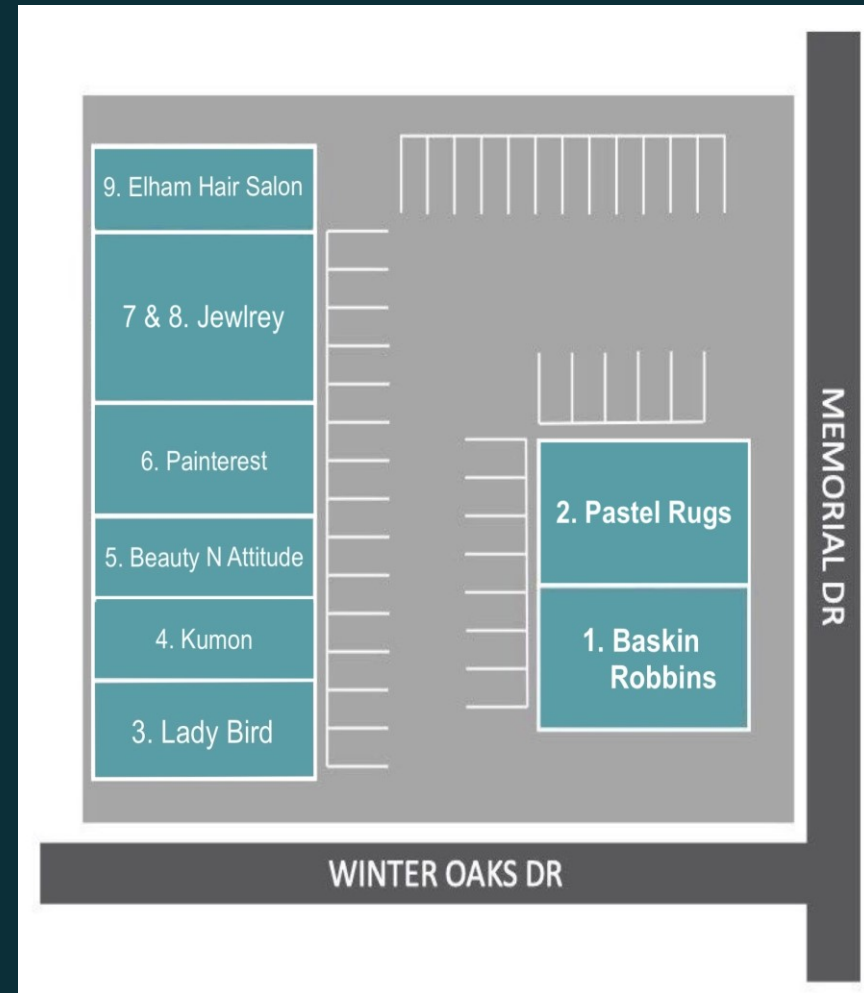 9. Elham Hair Salon
7 & 8. Jewlrey
6. Painterest
5. Beauty N Attitude
4. Kumon
3. Lady Bird
2. Pastel Rugs
1. Baskin
Robbins
MEMORIAL DR
WINTER OAKS DR